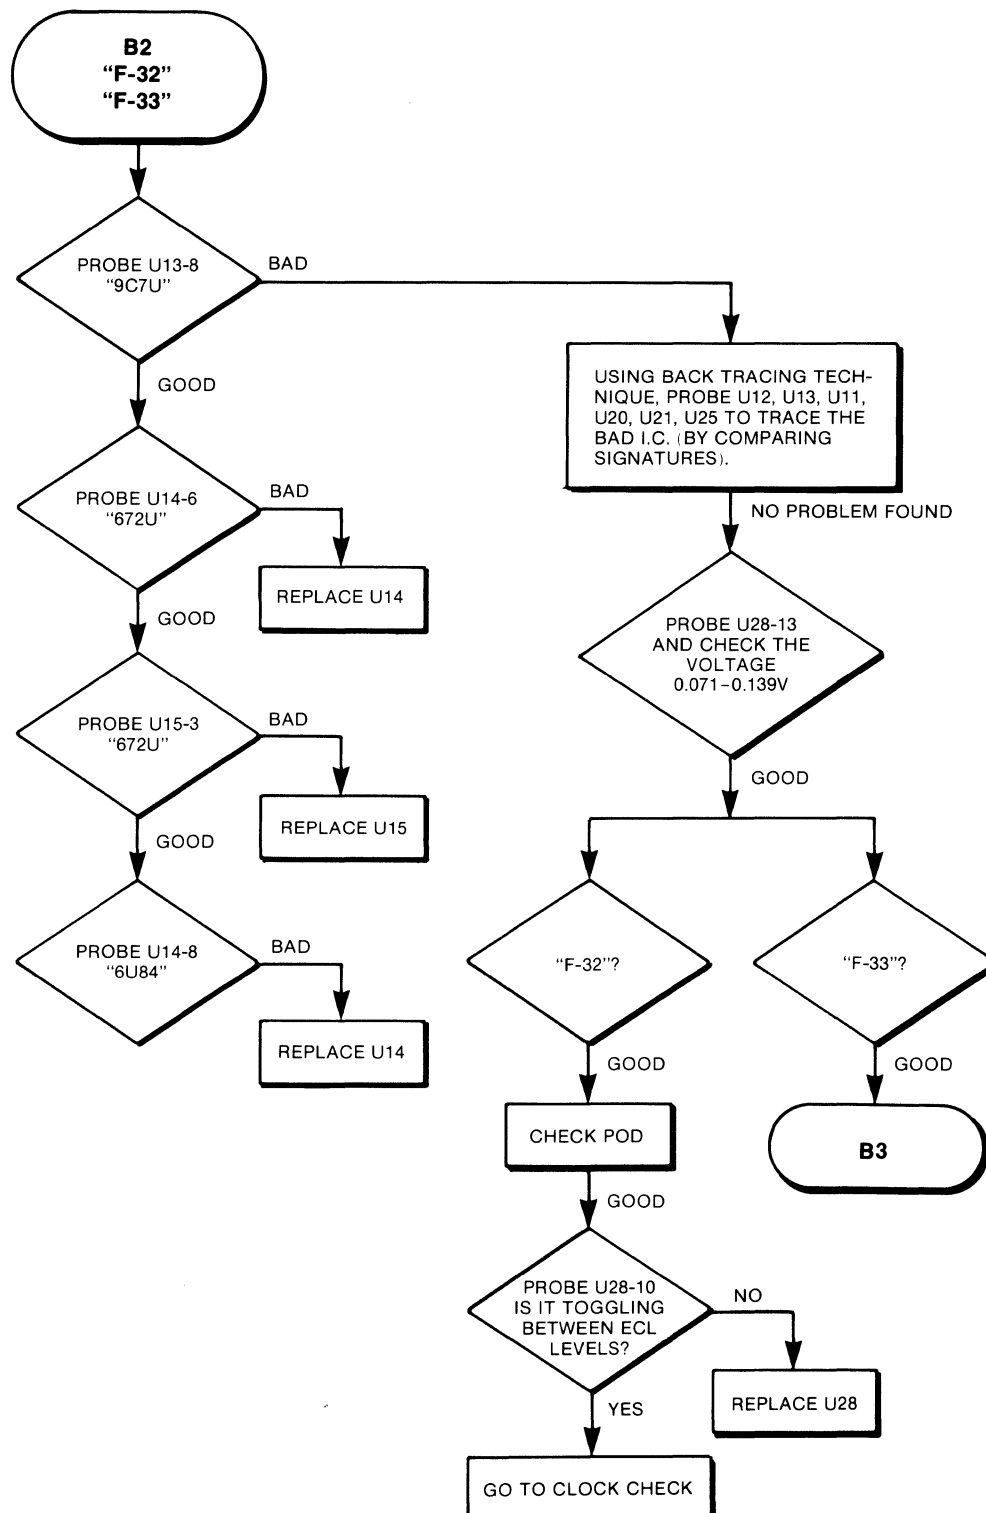 B2
“F-32”
“F-33”
PROBE U13-8
“9C7U”
BAD
GOOD
USING BACK TRACING TECH-
NIQUE, PROBE U12, U13, U11,
U20, U21, U25 TO TRACE THE
BAD I.C. (BY COMPARING
SIGNATURES).
NO PROBLEM FOUND
PROBE U14-6
“672U”
BAD
REPLACE U14
GOOD
PROBE U28-13
AND CHECK THE
VOLTAGE
0.071–0.139V
GOOD
PROBE U15-3
“672U”
BAD
REPLACE U15
GOOD
PROBE U14-8
“6U84”
BAD
REPLACE U14
“F-32”?
GOOD
“F-33”?
GOOD
CHECK POD
B3
GOOD
PROBE U28-10
IS IT TOGGLING
BETWEEN ECL
LEVELS?
NO
REPLACE U28
YES
GO TO CLOCK CHECK